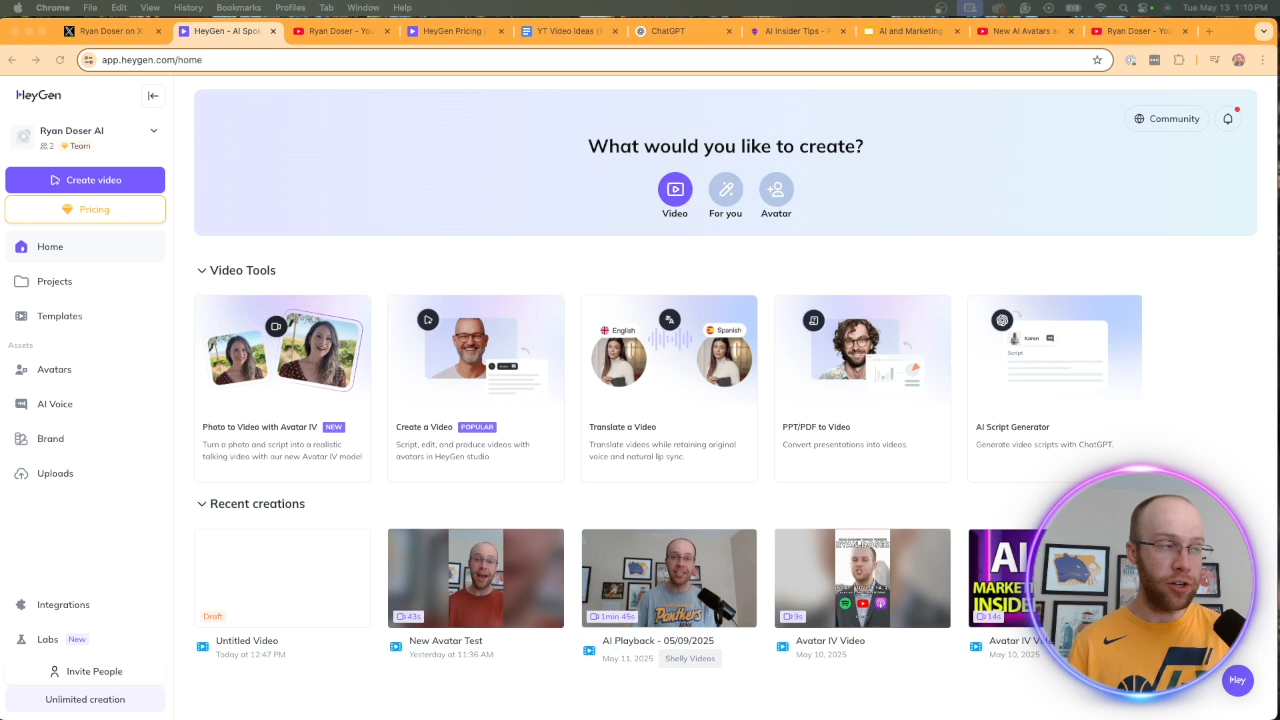 Chrome File Edit View History Bookmarks Profiles Tab Window Help Tue May 13 1:10PM
Ryan Doser on X HeyGen - AI Spok Ryan Doser - You HeyGen Pricing | YT Video Ideas (F ChatGPT AI Insider Tips - F AI and Marketing New AI Avatars a Ryan Doser - You
app.heygen.com/home
HeyGen
Community
Ryan Doser AI
2 Team
What would you like to create?
Create video
Video For you Avatar
Pricing
Home
Projects
Templates
Assets
Avatars
AI Voice
Brand
Uploads
Integrations
Labs New
Invite People
Unlimited creation
Video Tools
English Spanish
Karen
Script
Photo to Video with Avatar IV NEW
Turn a photo and script into a realistic
talking video with our new Avatar IV model
Create a Video POPULAR
Script, edit, and produce videos with
avatars in HeyGen studio
Translate a Video
Translate videos while retaining original
voice and natural lip sync.
PPT/PDF to Video
Convert presentations into videos.
AI Script Generator
Generate video scripts with ChatGPT.
Recent creations
Draft
Untitled Video
Today at 12:47 PM
43s
New Avatar Test
Yesterday at 11:36 AM
Panthers
1min 45s
AI Playback - 05/09/2025
May 11, 2025 Shelly Videos
RYAN DOSER
9s
Avatar IV Video
May 10, 2025
AI
MARKET
INSIDE
14s
Avatar IV Vide
May 10, 2025
Hey